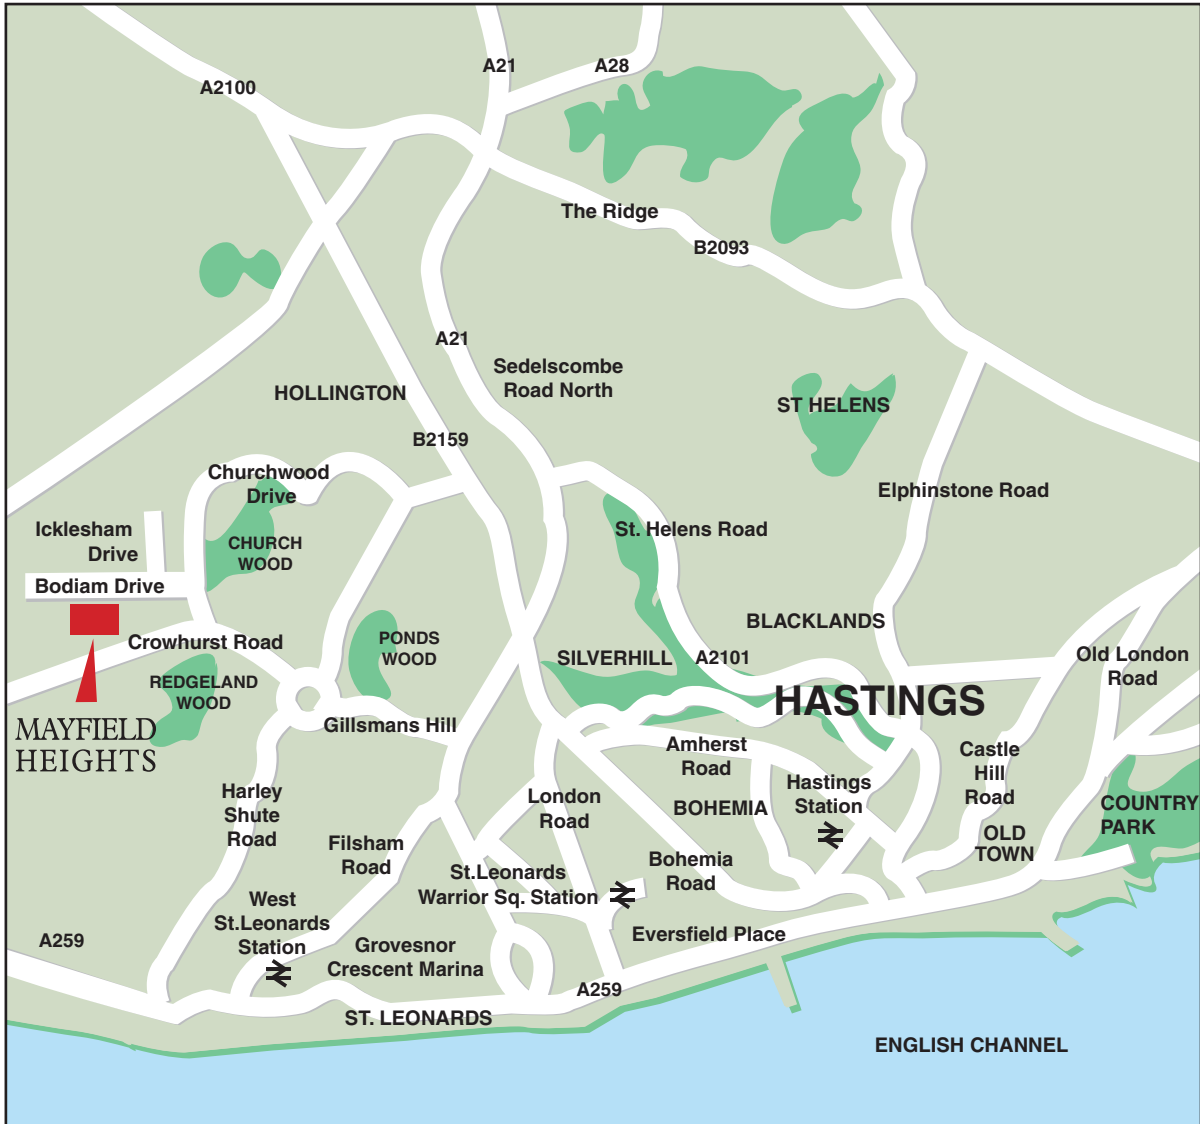 A21
A28
A2100
The Ridge
B2093
A21
Sedelscombe
Road North
HOLLINGTON
ST HELENS
B2159
Churchwood
Drive
Elphinstone Road
Icklesham
Drive
St. Helens Road
CHURCH
WOOD
Bodiam Drive
BLACKLANDS
Crowhurst Road
PONDS
WOOD
SILVERHILL
A2101
Old London
Road
REDGELAND
WOOD
HASTINGS
MAYFIELD
HEIGHTS
Gillsmans Hill
Amherst
Road
Castle
Hill
Road
Hastings
Station
Harley
Shute
Road
London
Road
BOHEMIA
COUNTRY
PARK
OLD
TOWN
Filsham
Road
St.Leonards
Warrior Sq. Station
Bohemia
Road
West
St.Leonards
Station
A259
Grovesnor
Crescent Marina
Eversfield Place
A259
ST. LEONARDS
ENGLISH CHANNEL